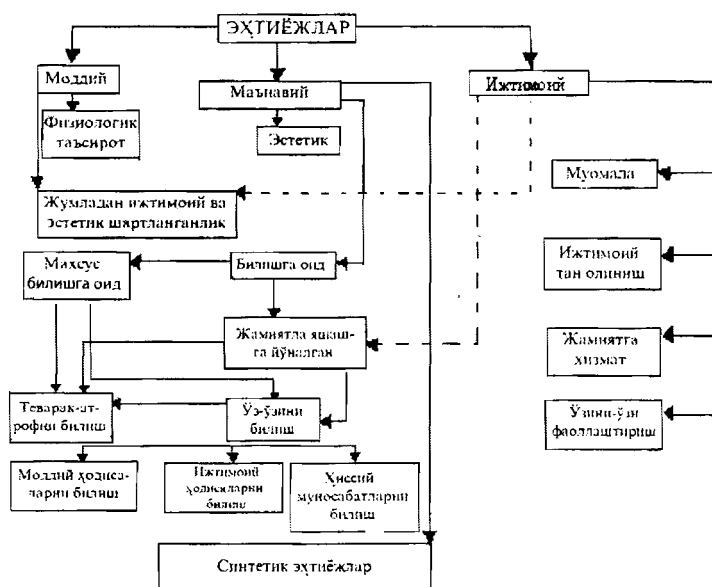 ЭҲТИЁЖЛАР
Моддий
Маънавий
Ижтимоий
Физиологик
таъсирот
Эстетик
Муомала
Жумладан ижтимоий ва
эстетик шартланганлик
Махсус
билишга оид
Билишга оид
Ижтимоий
тан олиниш
Жамиятла яшаш-
га йўналган
Жамиятга
хизмат
Теварак-ат-
рофни билиш
Ўз-ўзини
билиш
Ўзини-ўзи
фаоллаштириш
Моддий ҳодиса-
ларни билиш
Ижтимоий
ҳодисаларни
билиш
Ҳиссий
муносабатларни
билиш
Синтетик эҳтиёжлар